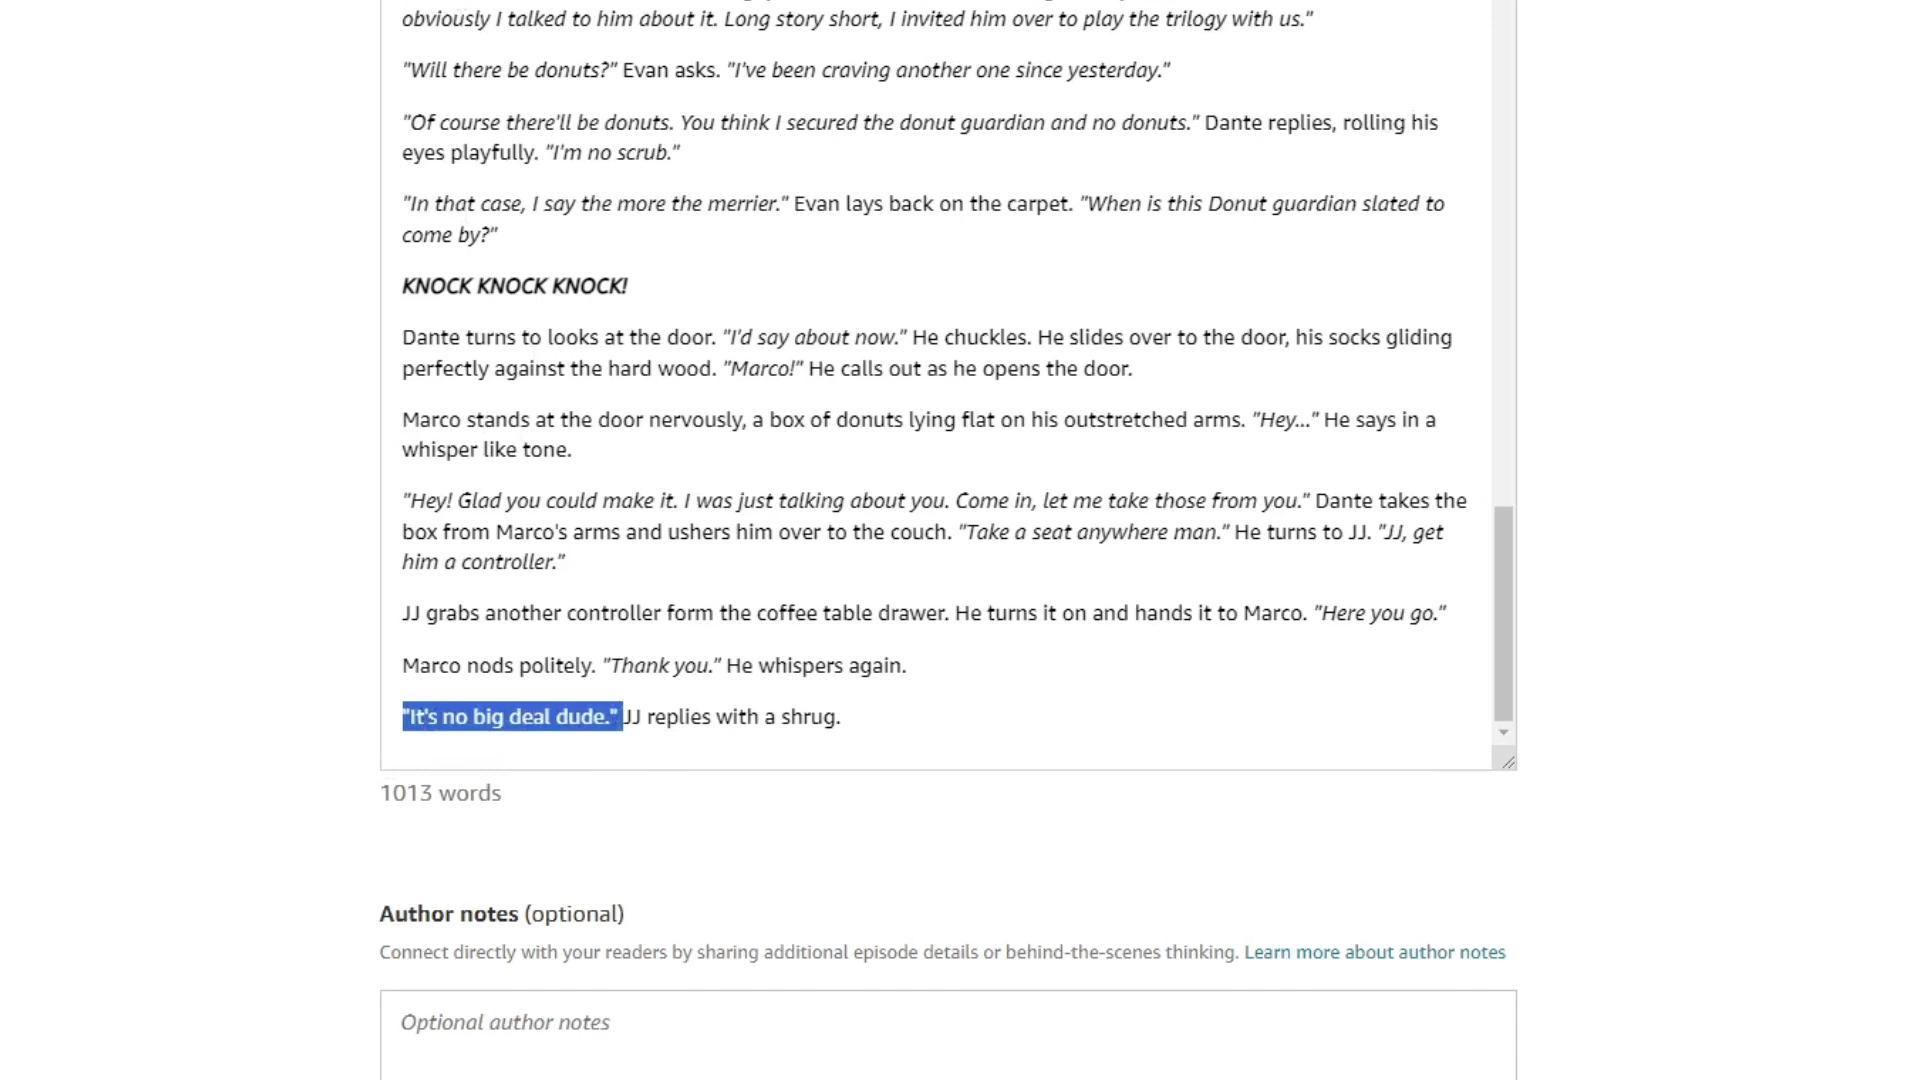 obviously I talked to him about it. Long story short, I invited him over to play the trilogy with us."
"Will there be donuts?" Evan asks. "I've been craving another one since yesterday."
"Of course there'll be donuts. You think I secured the donut guardian and no donuts." Dante replies, rolling his
eyes playfully. "I'm no scrub."
"In that case, I say the more the merrier." Evan lays back on the carpet. "When is this Donut guardian slated to
come by?"
KNOCK KNOCK KNOCK!
Dante turns to looks at the door. "I'd say about now." He chuckles. He slides over to the door, his socks gliding
perfectly against the hard wood. "Marco!" He calls out as he opens the door.
Marco stands at the door nervously, a box of donuts lying flat on his outstretched arms. "Hey..." He says in a
whisper like tone.
"Hey! Glad you could make it. I was just talking about you. Come in, let me take those from you." Dante takes the
box from Marco's arms and ushers him over to the couch. "Take a seat anywhere man." He turns to JJ. "JJ, get
him a controller."
JJ grabs another controller form the coffee table drawer. He turns it on and hands it to Marco. "Here you go."
Marco nods politely. "Thank you." He whispers again.
"It's no big deal dude." JJ replies with a shrug.
1013 words
Author notes (optional)
Connect directly with your readers by sharing additional episode details or behind-the-scenes thinking. Learn more about author notes
Optional author notes